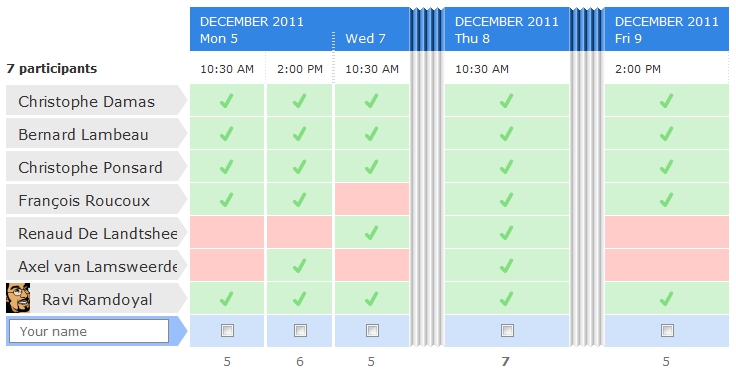 DECEMBER 2011 DECEMBER 2011 DECEMBER 2011
Mon 5 Wed 7 Thu 8 Fri 9
7 participants 10:30 AM 2:00 PM 10:30 AM 10:30 AM 2:00 PM
Christophe Damas
Bernard Lambeau
Christophe Ponsard
François Roucoux
Renaud De Landtshee
Axel van Lamsweerde
Ravi Ramdoyal
Your name
5 6 5 7 5